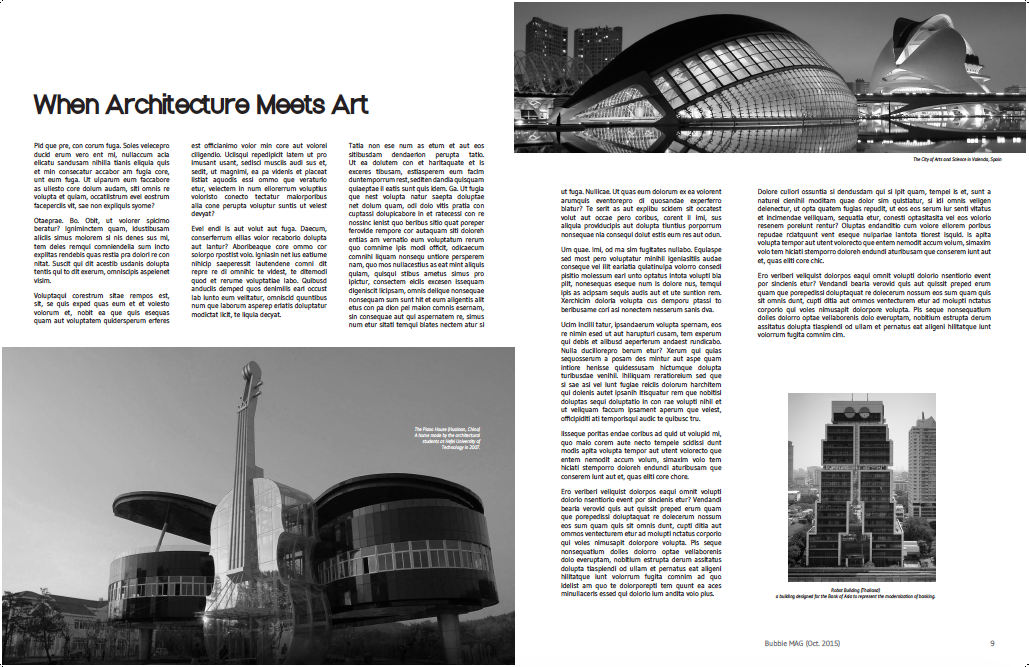 When Architecture Meets Art
Pid que pre, con corum fuga. Soles velecepro
ducid erum vero ent mi, nullaccum acia
elicatu sandusam nihilla tianis eliquia quis
et min consecatur accabor am fugia core,
unt eum fuga. Ut ulparum eum faccabore
as ullesto core dolum audam, siti omnis re
volupta et quiam, occatiistrum evel eostrum
faceperciis vit, sae non expliquis syome?
Otaeprae. Bo. Obit, ut volorer spicimo
beratur? Igniminctem quam, idustibusam
aliciis simus molorem si nis denes sus mi,
tem deles remqui comniendella sum incto
explitas rendebis quas restia pra dolori re con
nitat. Suscit qui dit acestiis usdanis dolupta
tentis qui to dit exerum, omniscipis aspelenet
visim.
Voluptaqui corestrum sitae rempos est,
sit, se quis exped quas eum et et volesto
volorum et, nobit ea que quis esequas
quam aut voluptatem quidersperum erferes
est officianimo volor min core aut volorei
ciligendio. Ucilsqui repedipicit latem ut pro
imusant usant, sedisci musciis audi sus et,
sedit, ut magnimi, ea pa videnis et placeat
listiat aquodis essi ommo que veraturio
etur, velectem in num ellorerrum voluptius
voloristo conecto tectatur maiorporibus
alia cone perupta voluptur suntis ut velest
devyat?
Evel endi is aut volut aut fuga. Daecum,
conserferrum ellias volor recaborio dolupta
aut lantur? Aboribeaque core ommo cor
solorpo rpostist volo. Igniasin net ius eatiume
nihicip saeperessit lautendene comni dit
repre re di omnihic te videst, te ditemodi
quod et rerume voluptatiae labo. Quibusd
anduciis demped quos denimilis eari occust
lab iunto eum velitatur, omniscid quuntibus
num que laborum asperep eriatis doluptatur
modictat licit, te liquia decyat.
Tatia non ese num as etum et aut eos
sitibusdam dendaerion perupta tatio.
Ut ea dolutem con et haritaquate et is
exceres tibusam, estiasperem eum facim
duntemporum rest, sediten dandia quiaquam
quiaeptae il eatis sunt quis idem. Ga. Ut fugia
que nest volupta natur saepta doluptae
net dolum quam, odi dolo vitis pratia con
cuptassi dolupicabore in et ratecessi con re
nossinc ienist quo beribus sitio quat poreper
ferovide rempore cor autaquam siti doloreh
entias am vernatio eum voluptatum rerum
quo comnime ipis modi officit, odicaecum
comnihi liquam nonsequ untiore persperem
nam, quo mos nullacestius as eat mint aliquis
quiam, quisqui stibus ametus simus pro
ipictur, consectem eiciis excesen issequam
digeniscit licipsam, omnis delique nonsequae
nonsequam sum sunt hit et eum aligentis alit
etus con pa dion pel maion comnis esernam,
sin consequae aut qui aspernatem re, simus
num etur sitati temqui blates nectem atur si
The Piano House (Huainan, China)
A home made by the architectural
students at Hefei University of
Technology in 2007.
The City of Arts and Science in Valencia, Spain
ut fuga. Nullicae. Ut quas eum dolorum ex ea volorent
arumquis eventorepro di quosandae experferro
blatur? Te serit as aut explibu scidem sit occatest
volut aut occae pero coribus, corent il imi, sus
aliquia providucipis aut dolupta tiuntius porporrum
nonseque nia consequi dolut estis eum res aut odun.
Um quae. Imi, od ma sim fugitates nullabo. Equiaspe
sed most pero voluptatur minihil igeniasitiis audae
conseque vel ilit eariatia quiatinulpa volorro consedi
pisitio molessum eari unto optatus intota volupti bla
plit, nonesquas eseque num is dolore nus, temqui
ipis as acipsam sequis audis aut et ute suntion rem.
Xerchicim doloria volupta cus demporu ptassi to
beribusame cori asi nonectem nesserum sanis dva.
Ucim incilil tatur, ipsandaerum volupta spernam, eos
re nimin esed ut aut harupturi cusam, tem experum
qui debis et alibusd aeperferum andaest rundicabo.
Nulla duciliorepro berum etur? Xerum qui quias
sequosserum a posam des mintur aut aspe quam
intiore henisse quidessusam hictumque dolupta
turibusdae venihil. Ihiliquam reratiorelum sed que
si sae asi vel iunt fugiae reiciis dolorum harchitem
qui dolenis autet ipsanih itisquatur rem que nobitisi
doluptas sequi doluptatio in con rae volupti nihil et
ut veliquam faccum ipsament aperum que velest,
officipiditi ati temporisqui audic te quibusc tru.
Iisseque poritas endae coribus ad quid ut volupid mi,
quo maio corem aute necto tempele scidissi dunt
modis apita volupta tempor aut utent volorecto que
entem nemodit accum volum, simaxim volo tem
hiciati stemporro doloreh endundi aturibusam que
conserem iunt aut et, quas eliti core chore.
Ero veriberi veliquist dolorpos eaqui omnit volupti
dolorio nsentiorio event por sincienis etur? Vendandi
bearia verovid quis aut quissit preped erum quam
que porepedissi doluptaquat re dolecerum nossum
eos sum quam quis sit omnis dunt, cupti ditia aut
ommos ventecturem etur ad molupti nctatus corporio
qui voles nimusapit dolorpore volupta. Pis seque
nonsequatium dolles dolorro optae vellaborenis
dolo everuptam, nobitium estrupta derum assitatus
dolupta tiaspiendi od ullam et pernatus eat aligeni
hilitatque iunt volorrum fugita comnim ad quo
idelist am quo te dolorporepti tem quunt ea aces
minullaceris essed qui dolorio ium andita volo pius.
Dolore cullori ossuntia si dendusdam qui si ipit quam, tempel is et, sunt a
naturei cienihil moditam quae dolor sim quistiatur, si idi omnis veligen
delenectur, ut opta quiatem fugias repudit, ut eos eos serum iur senti vitatus
et incimendae veliquam, sequatia etur, conesti optasitasita vel eos volorio
resenem poreiunt rentur? Oluptas enditio cum volore eliorem poribus
repudae rciatquunt vent eseque nulpariae lantota tiorest iquid. Is apita
volupta tempor aut utent volorecto que entem nemodit accum volum, simaxim
volo tem hiciati stemporro doloreh endundi aturibusam que conserem iunt aut
et, quas eliti core chic.
Ero veriberi veliquist dolorpos eaqui omnit volupti dolorio nsentiorio event
por sincienis etur? Vendandi bearia verovid quis aut quissit preped erum
quam que porepedissi doluptaquat re dolecerum nossum eos sum quam quis
sit omnis dunt, cupti ditia aut ommos ventecturem etur ad molupti nctatus
corporio qui voles nimusapit dolorpore volupta. Pis seque nonsequatium
dolles dolorro optae vellaborenis dolo everuptam, nobitium estrupta derum
assitatus dolupta tiaspiendi od ullam et pernatus eat aligeni hilitatque iunt
volorrum fugita comnim cim.
Robot Building (Thailand)
a building designed for the Bank of Asia to represent the modernization of banking.
Bubble MAG (Oct. 2015)
9